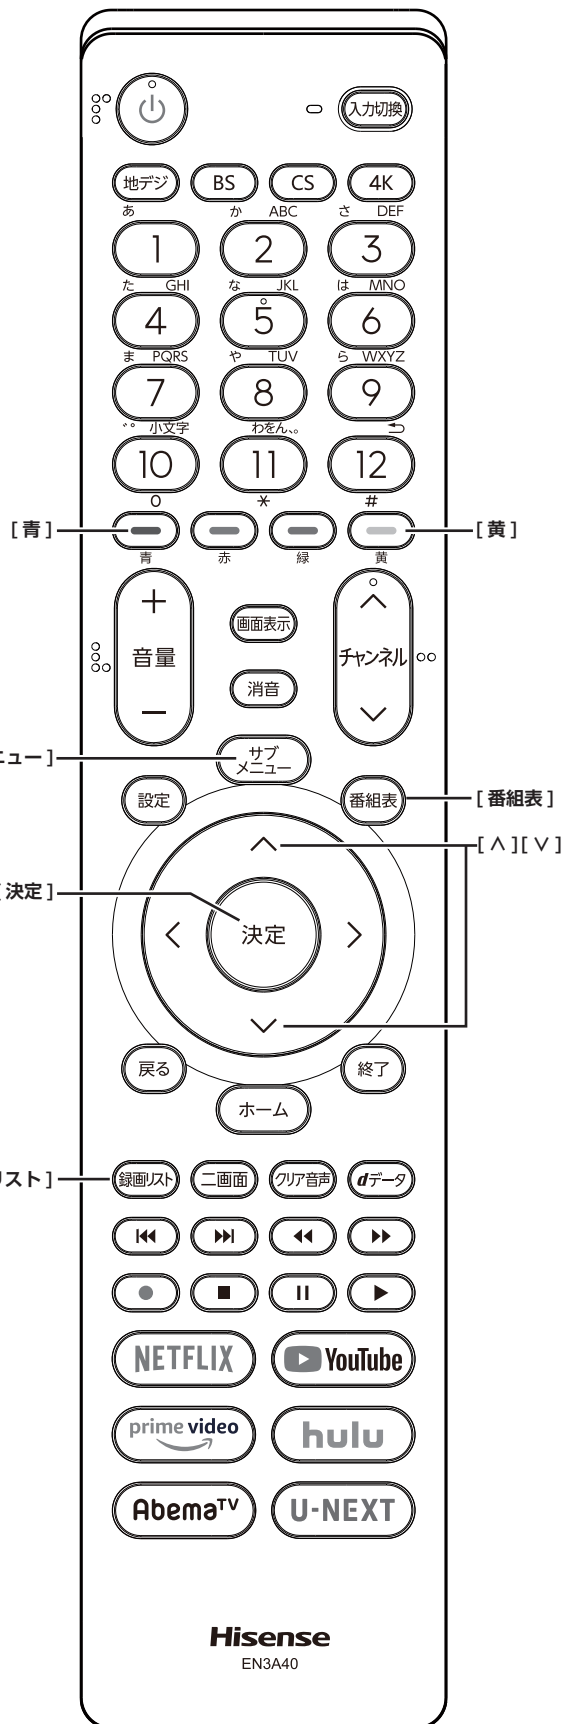 入力切換
地デジ BS CS 4K
あ か ABC さ DEF
1 2 3
た GHI な JKL は MNO
4 5 6
ま PQRS や TUV ら WXYZ
7 8 9
゛゜ 小文字 わをん、。
10 11 12
0 * #
[ 青 ] [ 黄 ]
青 赤 緑 黄
+
画面表示
音量 チャンネル
消音
−
ュー ]
サブ
メニュー
設定 番組表 [ 番組表 ]
[ ∧ ] [ ∨ ]
決定 ]
決定
戻る 終了
ホーム
リスト ]
録画リスト 二画面 クリア音声 dデータ
NETFLIX YouTube
prime video hulu
AbemaTV U-NEXT
Hisense
EN3A40